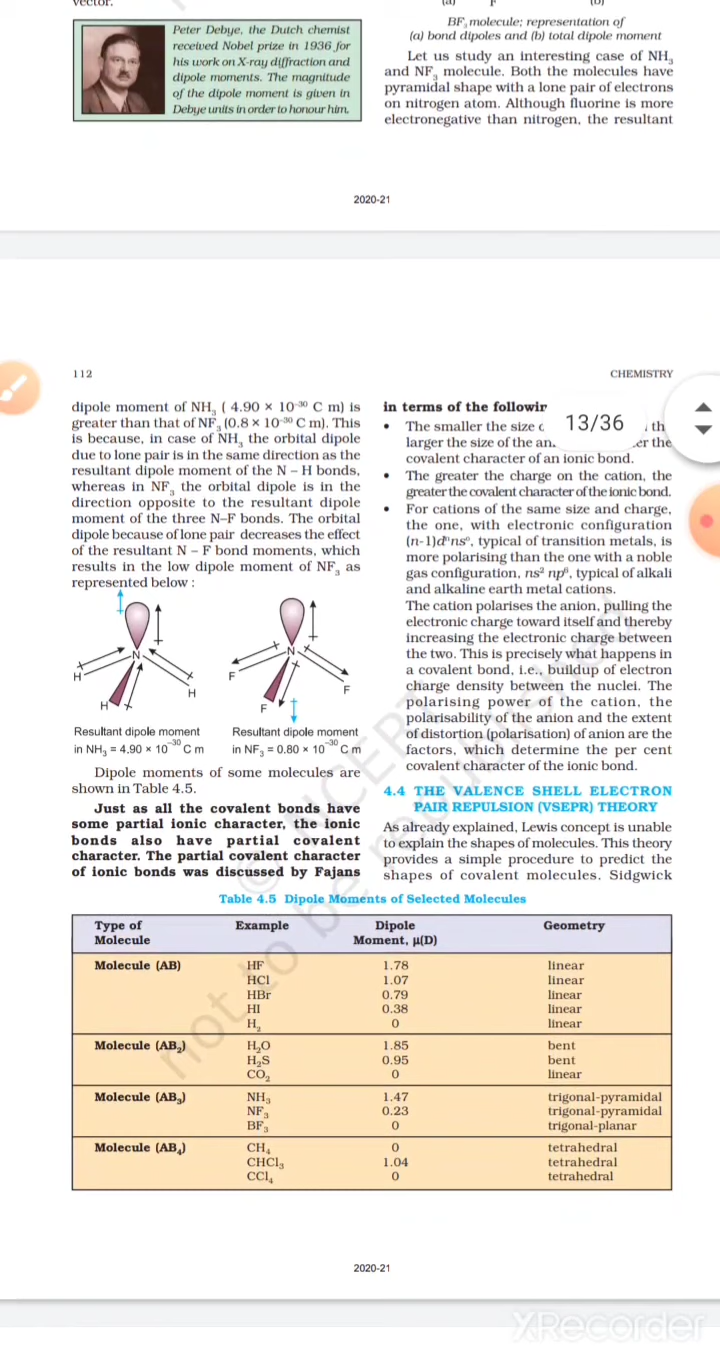 vector.
Peter Debye, the Dutch chemist
received Nobel prize in 1936 for
his work on X-ray diffraction and
dipole moments. The magnitude
of the dipole moment is given in
Debye units in order to honour him.
BF₃ molecule; representation of
(a) bond dipoles and (b) total dipole moment
Let us study an interesting case of NH₃
and NF₃ molecule. Both the molecules have
pyramidal shape with a lone pair of electrons
on nitrogen atom. Although fluorine is more
electronegative than nitrogen, the resultant
2020-21
112
CHEMISTRY
dipole moment of NH₃ ( 4.90 × 10⁻³⁰ C m) is
greater than that of NF₃ (0.8 × 10⁻³⁰ C m). This
is because, in case of NH₃ the orbital dipole
due to lone pair is in the same direction as the
resultant dipole moment of the N – H bonds,
whereas in NF₃ the orbital dipole is in the
direction opposite to the resultant dipole
moment of the three N–F bonds. The orbital
dipole because of lone pair decreases the effect
of the resultant N – F bond moments, which
results in the low dipole moment of NF₃ as
represented below :
N
H
H
H
N
F
F
F
Resultant dipole moment
in NH₃ = 4.90 × 10⁻³⁰ C m
Resultant dipole moment
in NF₃ = 0.80 × 10⁻³⁰ C m
Dipole moments of some molecules are
shown in Table 4.5.
Just as all the covalent bonds have
some partial ionic character, the ionic
bonds also have partial covalent
character. The partial covalent character
of ionic bonds was discussed by Fajans
in terms of the
13/36
• The smaller the size
larger the size of the the
covalent character of an ionic bond.
• The greater the charge on the cation, the
greater the covalent character of the ionic bond.
• For cations of the same size and charge,
the one, with electronic configuration
(n-1)dⁿns⁰, typical of transition metals, is
more polarising than the one with a noble
gas configuration, ns² np⁶, typical of alkali
and alkaline earth metal cations.
The cation polarises the anion, pulling the
electronic charge toward itself and thereby
increasing the electronic charge between
the two. This is precisely what happens in
a covalent bond, i.e., buildup of electron
charge density between the nuclei. The
polarising power of the cation, the
polarisability of the anion and the extent
of distortion (polarisation) of anion are the
factors, which determine the per cent
covalent character of the ionic bond.
4.4 THE VALENCE SHELL ELECTRON
PAIR REPULSION (VSEPR) THEORY
As already explained, Lewis concept is unable
to explain the shapes of molecules. This theory
provides a simple procedure to predict the
shapes of covalent molecules. Sidgwick
Table 4.5 Dipole Moments of Selected Molecules
Type of Molecule Example Dipole Moment, μ(D) Geometry
Molecule (AB) HF 1.78 linear
HCl 1.07 linear
HBr 0.79 linear
HI 0.38 linear
H₂ 0 linear
Molecule (AB₂) H₂O 1.85 bent
H₂S 0.95 bent
CO₂ 0 linear
Molecule (AB₃) NH₃ 1.47 trigonal-pyramidal
NF₃ 0.23 trigonal-pyramidal
BF₃ 0 trigonal-planar
Molecule (AB₄) CH₄ 0 tetrahedral
CHCl₃ 1.04 tetrahedral
CCl₄ 0 tetrahedral
© NCERT
not to be republished
2020-21
XRecorder